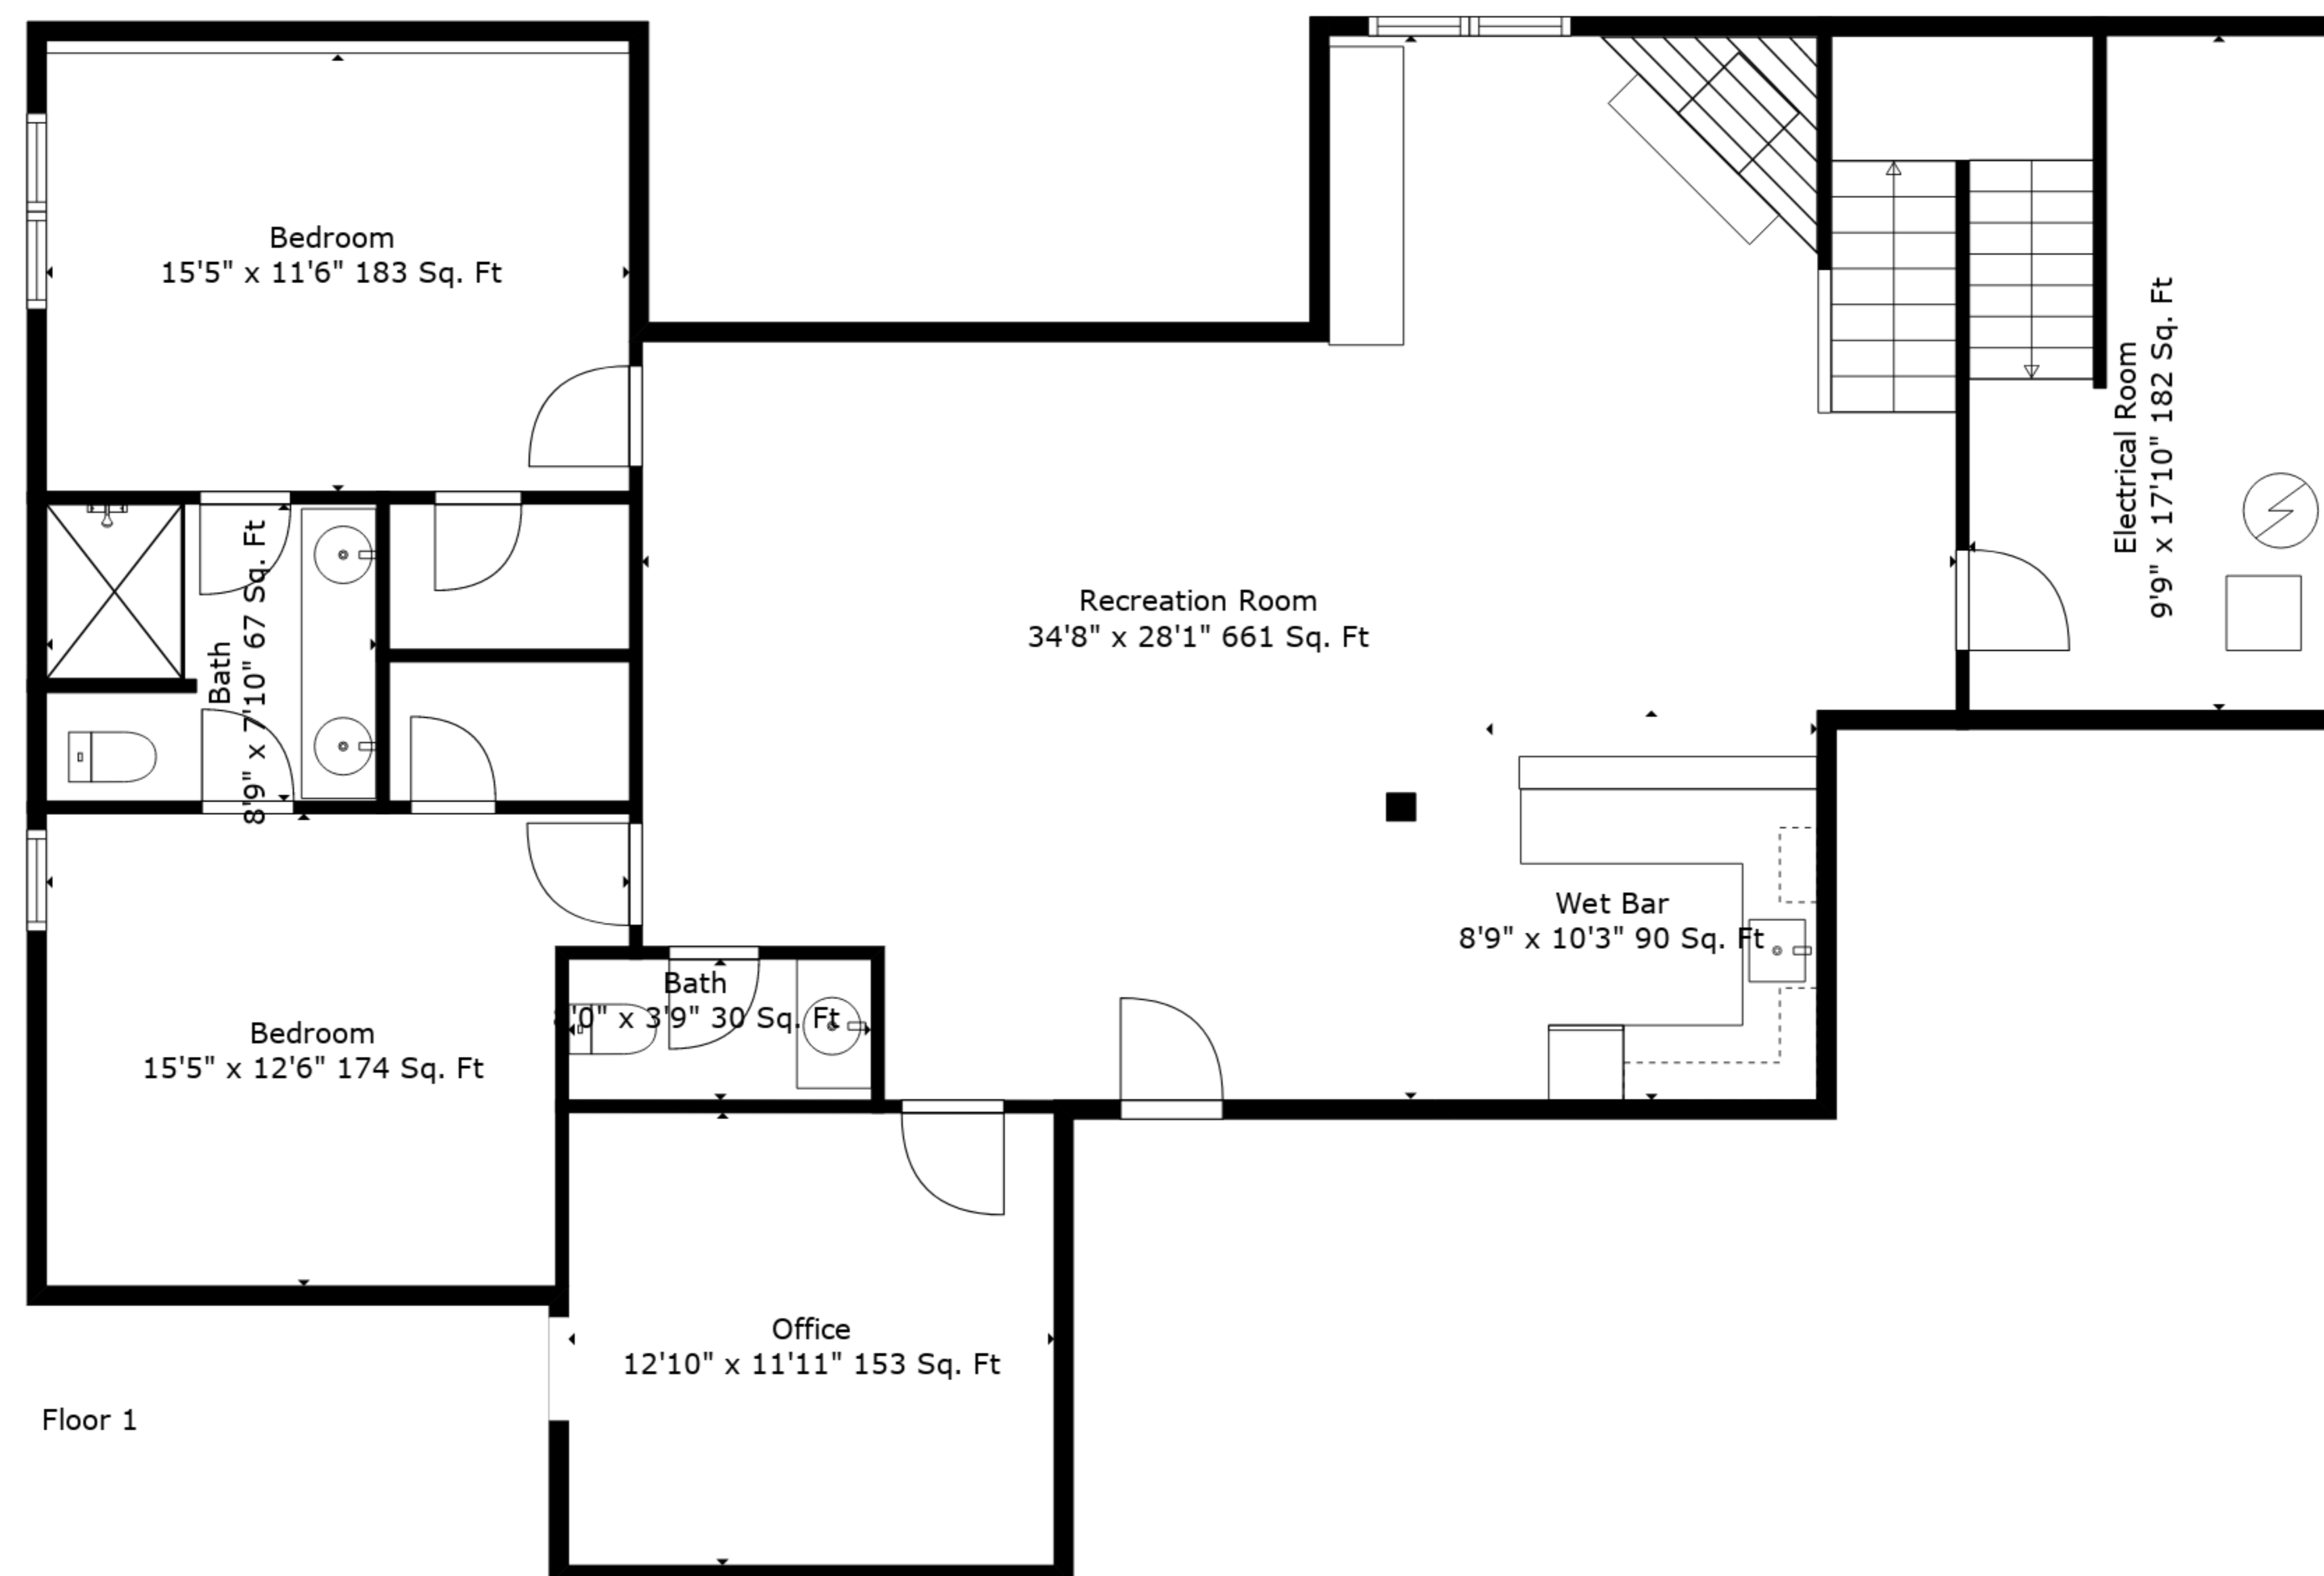 Bedroom
15'5" x 11'6" 183 Sq. Ft
Electrical Room
9'9" x 17'10" 182 Sq. Ft
Bath
8'9" x 7'10" 67 Sq. Ft
Recreation Room
34'8" x 28'1" 661 Sq. Ft
Wet Bar
8'9" x 10'3" 90 Sq. Ft
Bath
'0" x 3'9" 30 Sq. Ft
Bedroom
15'5" x 12'6" 174 Sq. Ft
Office
12'10" x 11'11" 153 Sq. Ft
Floor 1